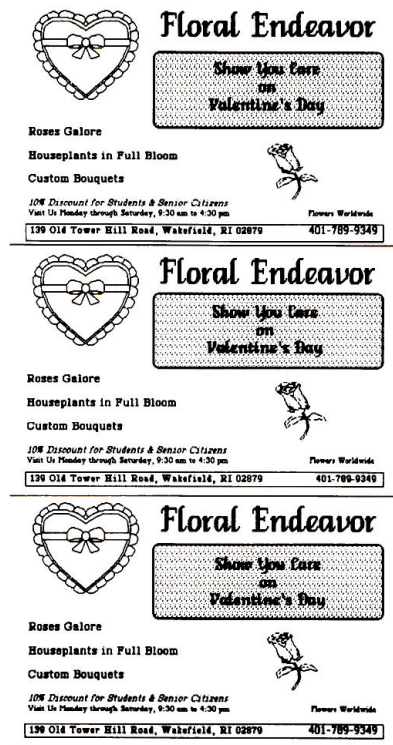 Floral Endeavor
Show You Care
on
Valentine's Day
Roses Galore
Houseplants in Full Bloom
Custom Bouquets
10% Discount for Students & Senior Citizens
Visit Us Monday through Saturday, 9:30 am to 4:30 pm
Flowers Worldwide
139 Old Tower Hill Road, Wakefield, RI 02879
401-789-9349
Floral Endeavor
Show You Care
on
Valentine's Day
Roses Galore
Houseplants in Full Bloom
Custom Bouquets
10% Discount for Students & Senior Citizens
Visit Us Monday through Saturday, 9:30 am to 4:30 pm
Flowers Worldwide
139 Old Tower Hill Road, Wakefield, RI 02879
401-789-9349
Floral Endeavor
Show You Care
on
Valentine's Day
Roses Galore
Houseplants in Full Bloom
Custom Bouquets
10% Discount for Students & Senior Citizens
Visit Us Monday through Saturday, 9:30 am to 4:30 pm
Flowers Worldwide
139 Old Tower Hill Road, Wakefield, RI 02879
401-789-9349